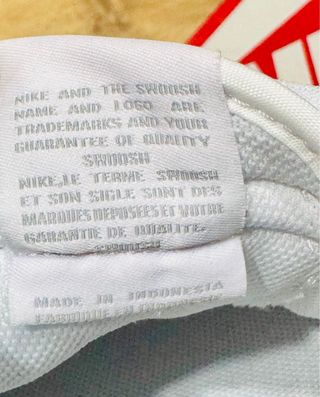 NIKE AND THE SWOOSH
NAME AND LOGO ARE
TRADEMARKS AND YOUR
GUARANTEE OF QUALITY
SWOOSH
NIKE,LE TERME SWOOSH
ET SON SIGLE SONT DES
MARQUES DEPOSEES ET VOTRE
GARANTIE DE QUALITE.
SWOOSH
MADE IN INDONESIA
FABRIQUE EN INDONESIE